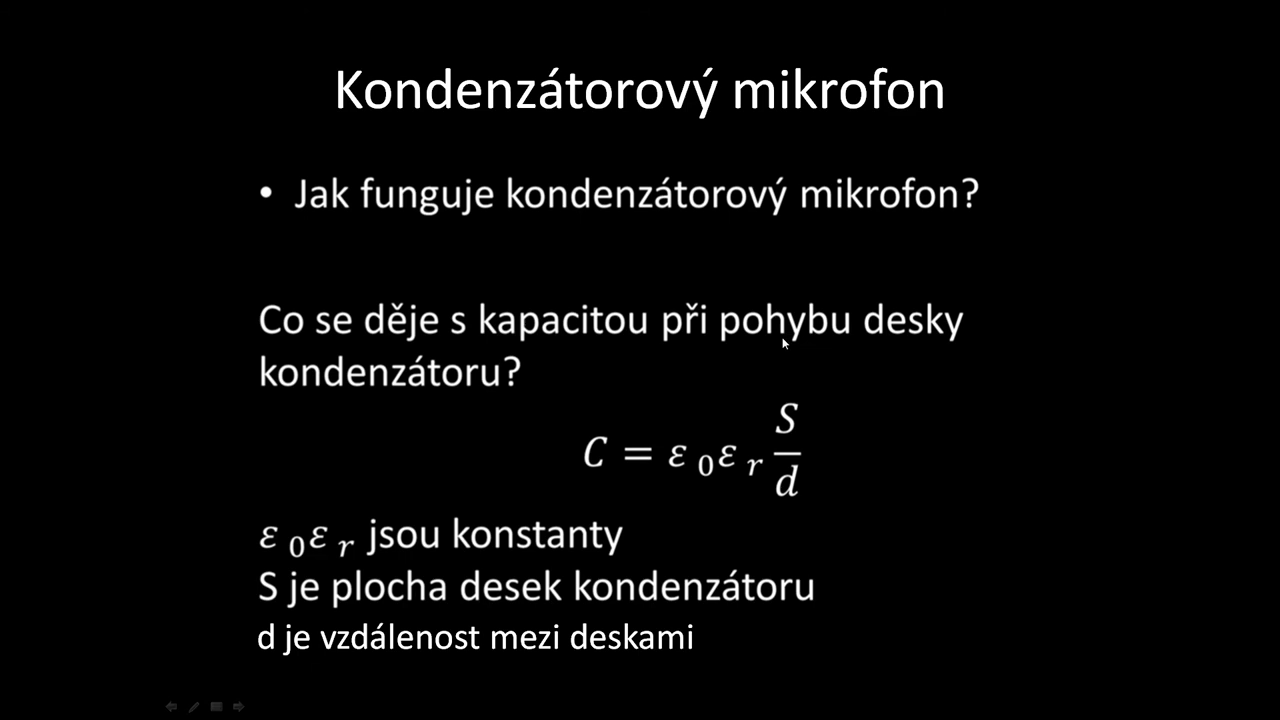 Kondenzátorový mikrofon
• Jak funguje kondenzátorový mikrofon?
Co se děje s kapacitou při pohybu desky
kondenzátoru?
C = ε₀εᵣ S/d
ε₀εᵣ jsou konstanty
S je plocha desek kondenzátoru
d je vzdálenost mezi deskami